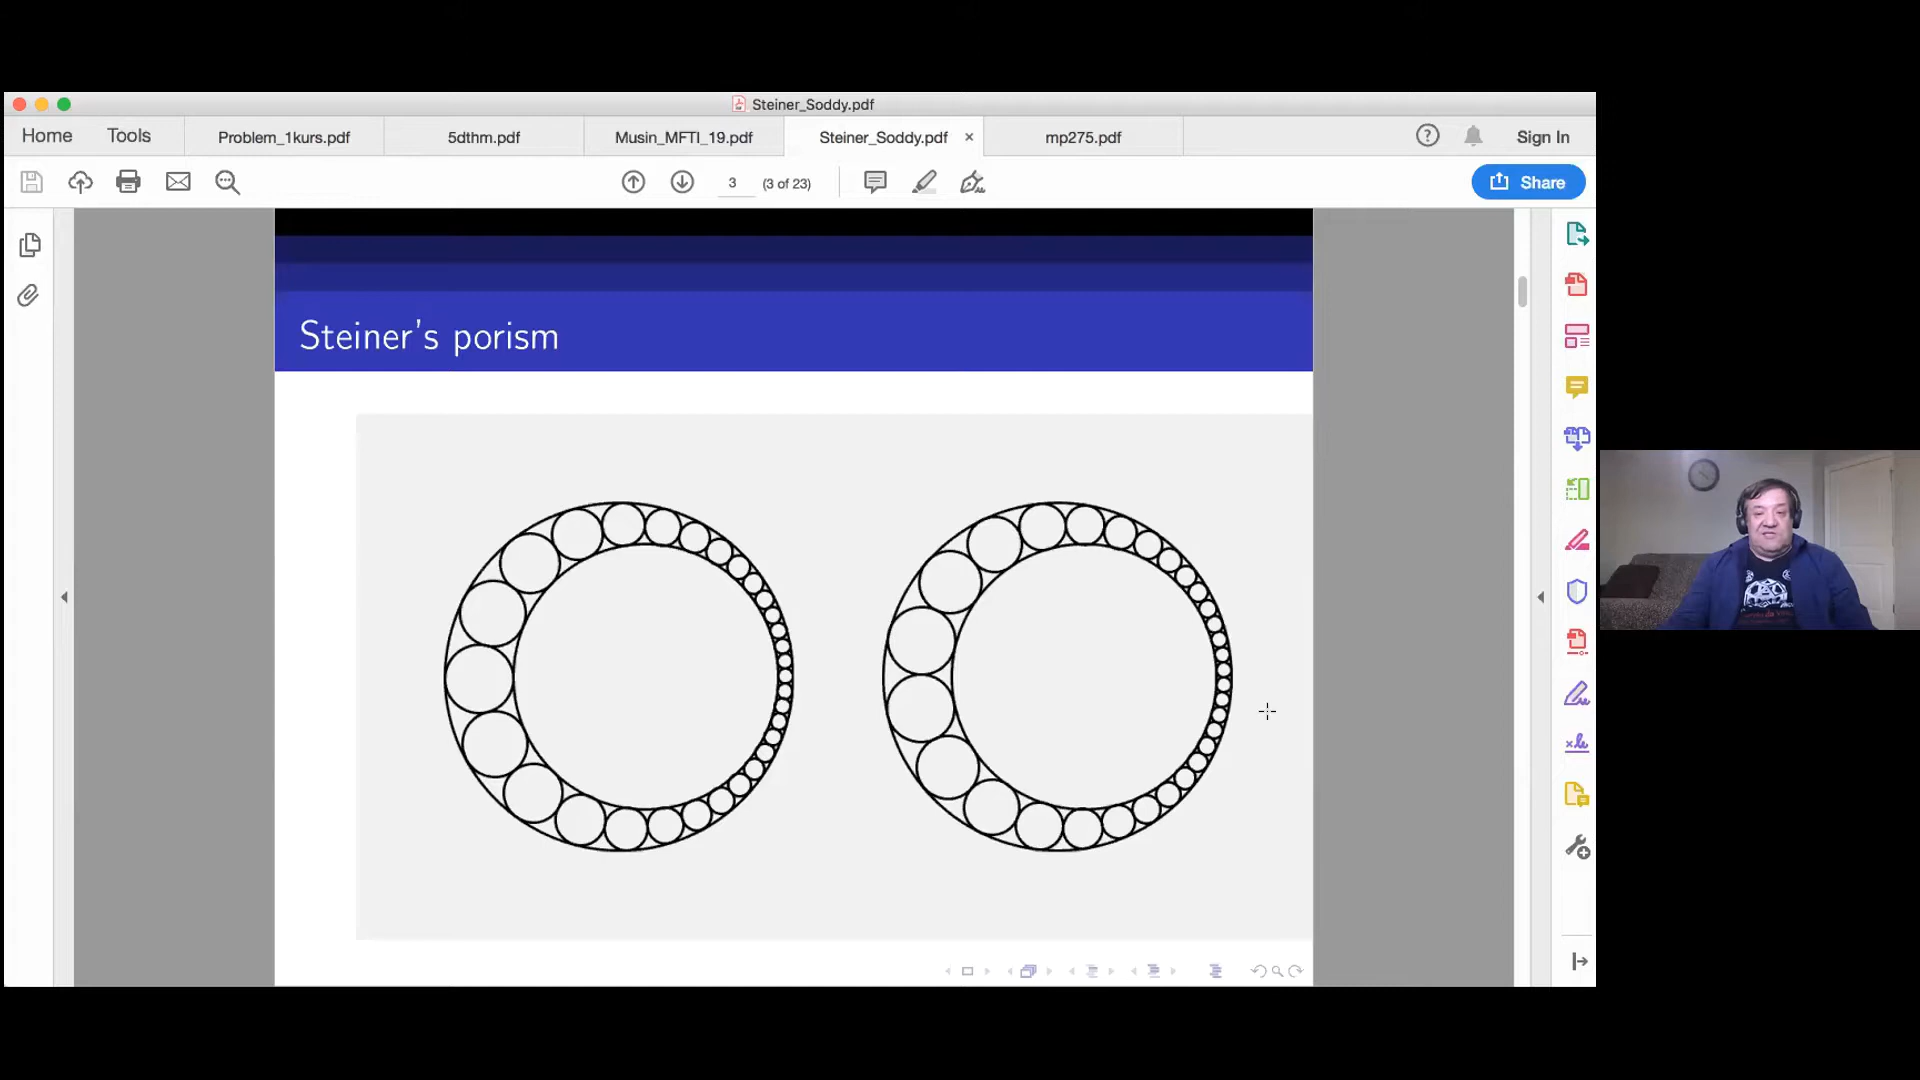 Steiner_Soddy.pdf
Home Tools Problem_1kurs.pdf 5dthm.pdf Musin_MFTI_19.pdf Steiner_Soddy.pdf × mp275.pdf Sign In
3 (3 of 23) Share
Steiner's porism